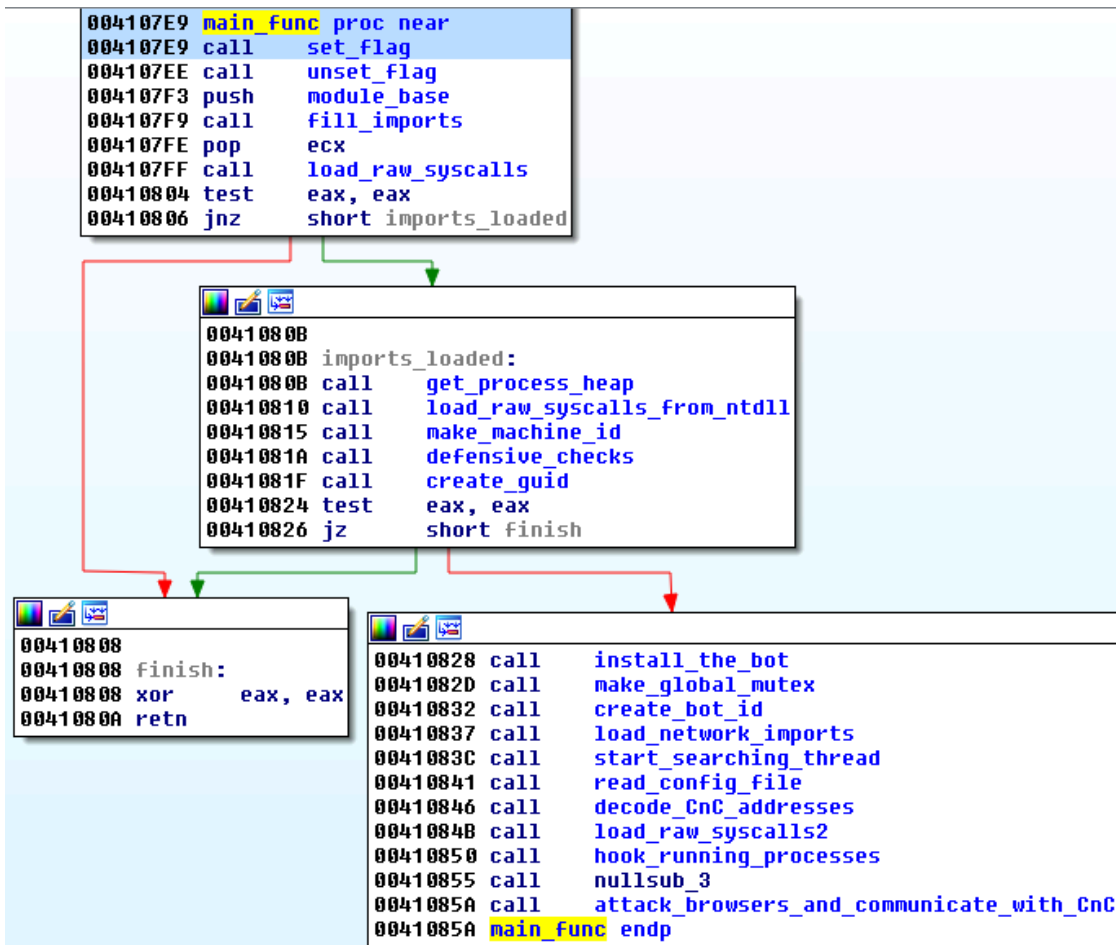 004107E9 main_func proc near
004107E9 call    set_flag
004107EE call    unset_flag
004107F3 push    module_base
004107F9 call    fill_imports
004107FE pop     ecx
004107FF call    load_raw_syscalls
00410804 test    eax, eax
00410806 jnz     short imports_loaded
0041080B
0041080B imports_loaded:
0041080B call    get_process_heap
00410810 call    load_raw_syscalls_from_ntdll
00410815 call    make_machine_id
0041081A call    defensive_checks
0041081F call    create_guid
00410824 test    eax, eax
00410826 jz      short finish
00410808
00410808 finish:
00410808 xor     eax, eax
0041080A retn
00410828 call    install_the_bot
0041082D call    make_global_mutex
00410832 call    create_bot_id
00410837 call    load_network_imports
0041083C call    start_searching_thread
00410841 call    read_config_file
00410846 call    decode_CnC_addresses
0041084B call    load_raw_syscalls2
00410850 call    hook_running_processes
00410855 call    nullsub_3
0041085A call    attack_browsers_and_communicate_with_CnC
0041085A main_func endp